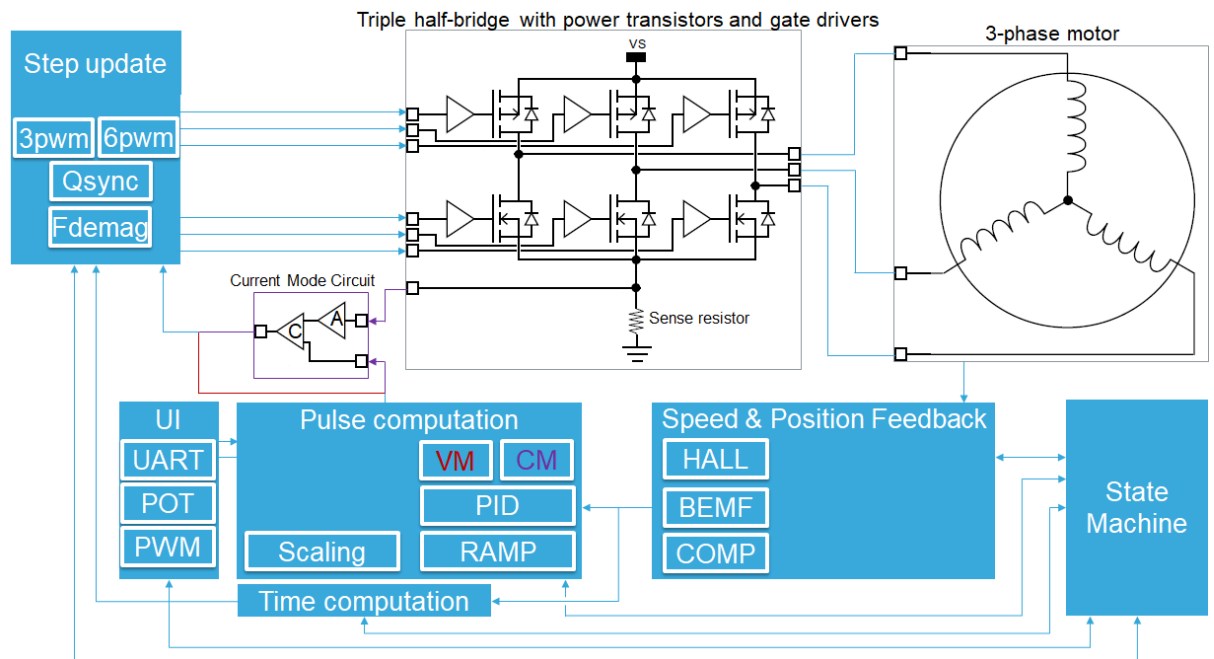 Triple half-bridge with power transistors and gate drivers
3-phase motor
VS
Step update
3pwm
6pwm
Qsync
Fdemag
Current Mode Circuit
A
C
Sense resistor
UI
UART
POT
PWM
Pulse computation
VM
CM
PID
Scaling
RAMP
Time computation
Speed & Position Feedback
HALL
BEMF
COMP
State
Machine